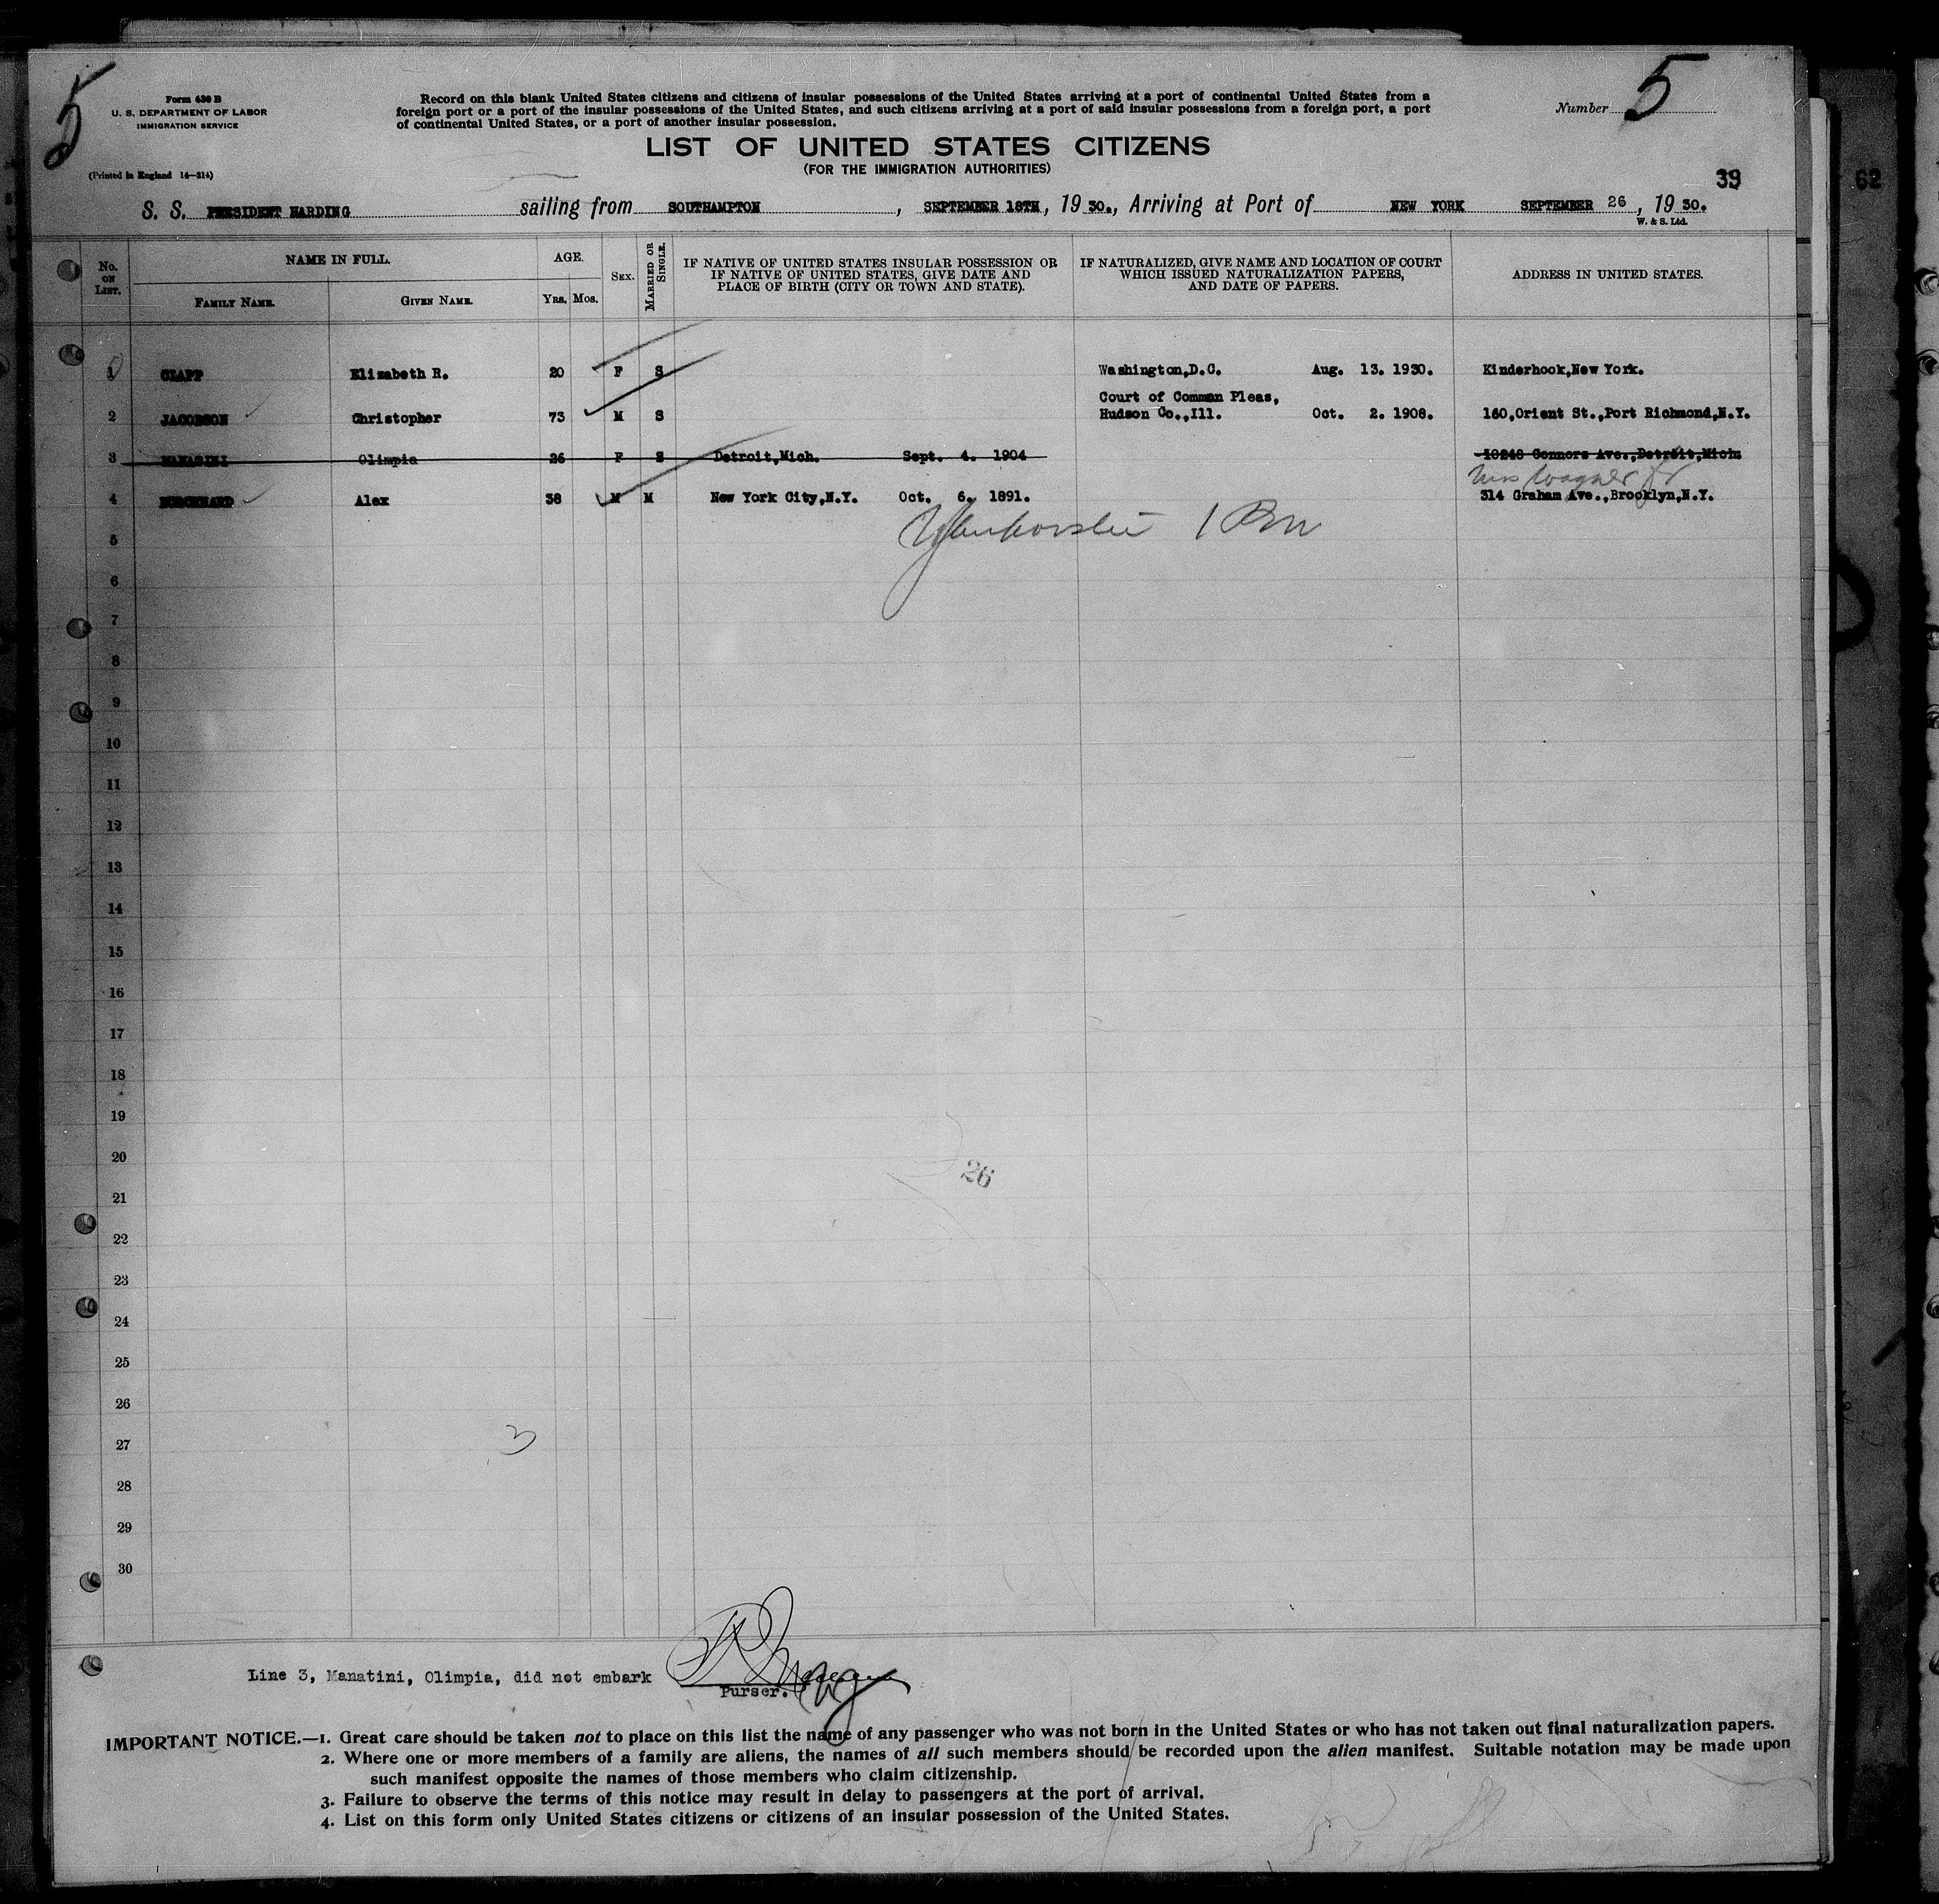 5
Form 630 B
U. S. DEPARTMENT OF LABOR
IMMIGRATION SERVICE
(Printed in England 14—214)
Record on this blank United States citizens and citizens of insular possessions of the United States arriving at a port of continental United States from a
foreign port or a port of the insular possessions of the United States, and such citizens arriving at a port of said insular possessions from a foreign port, a port
of continental United States, or a port of another insular possession.
Number 5
LIST OF UNITED STATES CITIZENS
(FOR THE IMMIGRATION AUTHORITIES)
39
62
S. S. PRESIDENT HARDING sailing from SOUTHAMPTON, SEPTEMBER 18TH, 19 30., Arriving at Port of NEW YORK SEPTEMBER 26, 19 30.
W. & S. Ltd.
No. ON LIST. NAME IN FULL. FAMILY NAME. GIVEN NAME. AGE. YRS. MOS. SEX. MARRIED OR SINGLE. IF NATIVE OF UNITED STATES INSULAR POSSESSION OR IF NATIVE OF UNITED STATES, GIVE DATE AND PLACE OF BIRTH (CITY OR TOWN AND STATE). IF NATURALIZED, GIVE NAME AND LOCATION OF COURT WHICH ISSUED NATURALIZATION PAPERS, AND DATE OF PAPERS. ADDRESS IN UNITED STATES.
1 CLAPP Elizabeth R. 20 F S Washington,D.C. Aug. 13. 1930. Kinderhook,New York.
Court of Common Pleas,
2 JACOBSON Christopher 73 M S Hudson Co.,Ill. Oct. 2. 1908. 160,Orient St.,Port Richmond,N.Y.
3 MANATINI Olimpia 26 F S Detroit,Mich. Sept. 4. 1904 10248 Connors Ave.,Detroit,Mich
4 BURCHHARD Alex 38 M M New York City,N.Y. Oct. 6. 1891. 314 Graham Ave.,Brooklyn,N.Y.
5
6
7
8
9
10
11
12
13
14
15
16
17
18
19
20
26
21
22
23
24
25
26
27
3
28
29
30
Line 3, Manatini, Olimpia, did not embark
Purser.
IMPORTANT NOTICE.—1. Great care should be taken not to place on this list the name of any passenger who was not born in the United States or who has not taken out final naturalization papers.
2. Where one or more members of a family are aliens, the names of all such members should be recorded upon the alien manifest. Suitable notation may be made upon
such manifest opposite the names of those members who claim citizenship.
3. Failure to observe the terms of this notice may result in delay to passengers at the port of arrival.
4. List on this form only United States citizens or citizens of an insular possession of the United States.